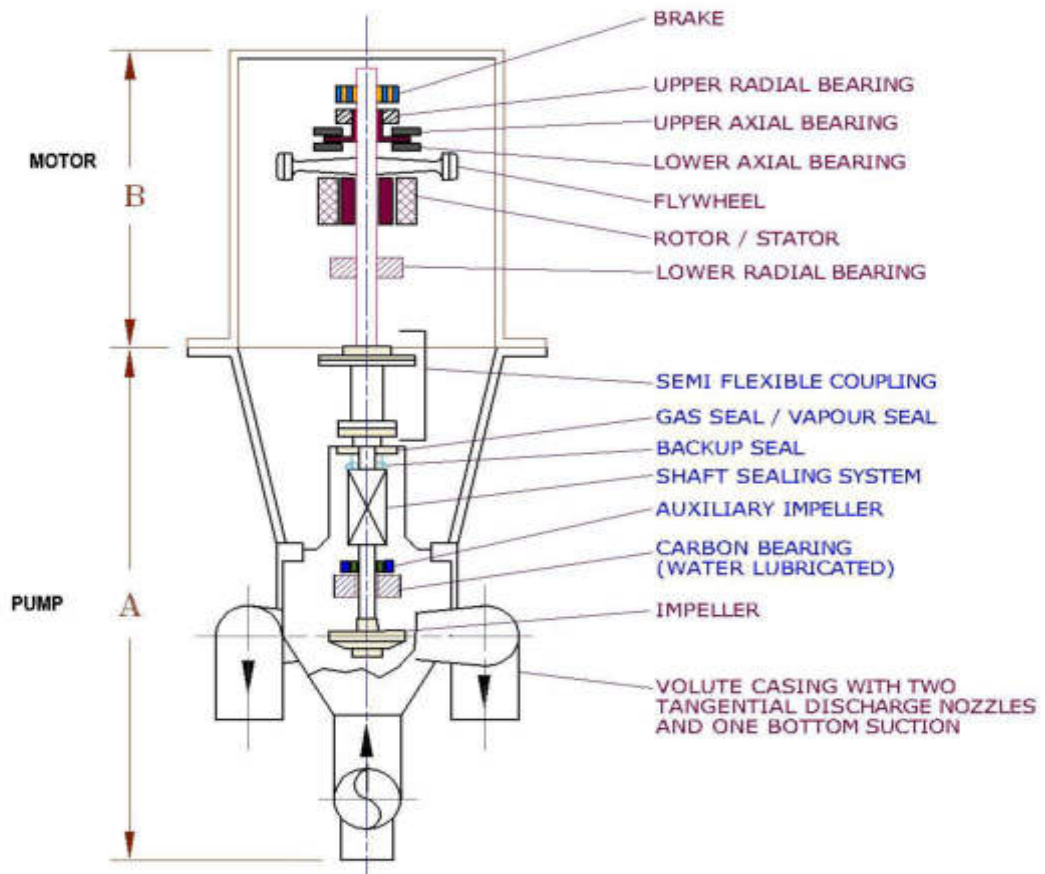 BRAKE
UPPER RADIAL BEARING
UPPER AXIAL BEARING
MOTOR
LOWER AXIAL BEARING
B
FLYWHEEL
ROTOR / STATOR
LOWER RADIAL BEARING
SEMI FLEXIBLE COUPLING
GAS SEAL / VAPOUR SEAL
BACKUP SEAL
SHAFT SEALING SYSTEM
AUXILIARY IMPELLER
CARBON BEARING
(WATER LUBRICATED)
PUMP
A
IMPELLER
VOLUTE CASING WITH TWO
TANGENTIAL DISCHARGE NOZZLES
AND ONE BOTTOM SUCTION